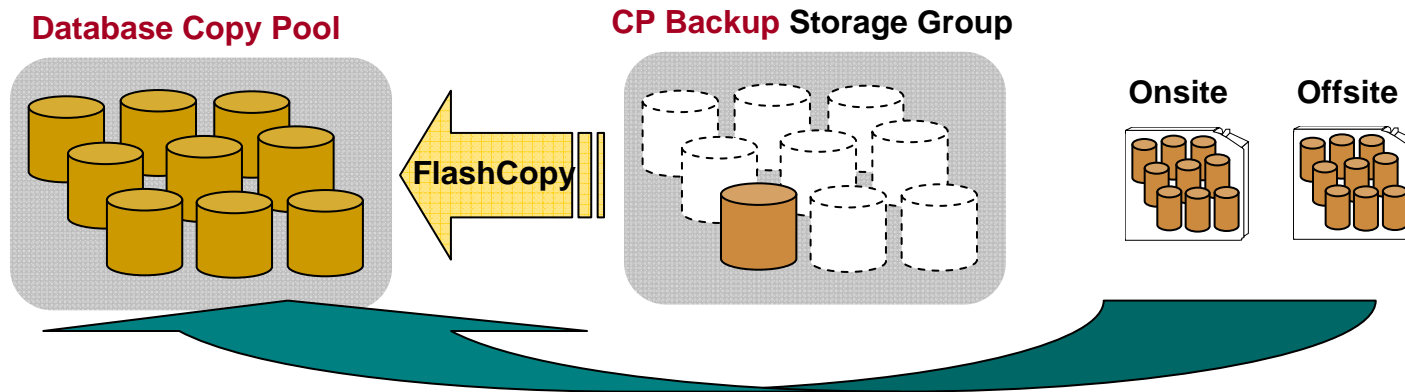 Database Copy Pool
CP Backup Storage Group
Onsite
Offsite
FlashCopy